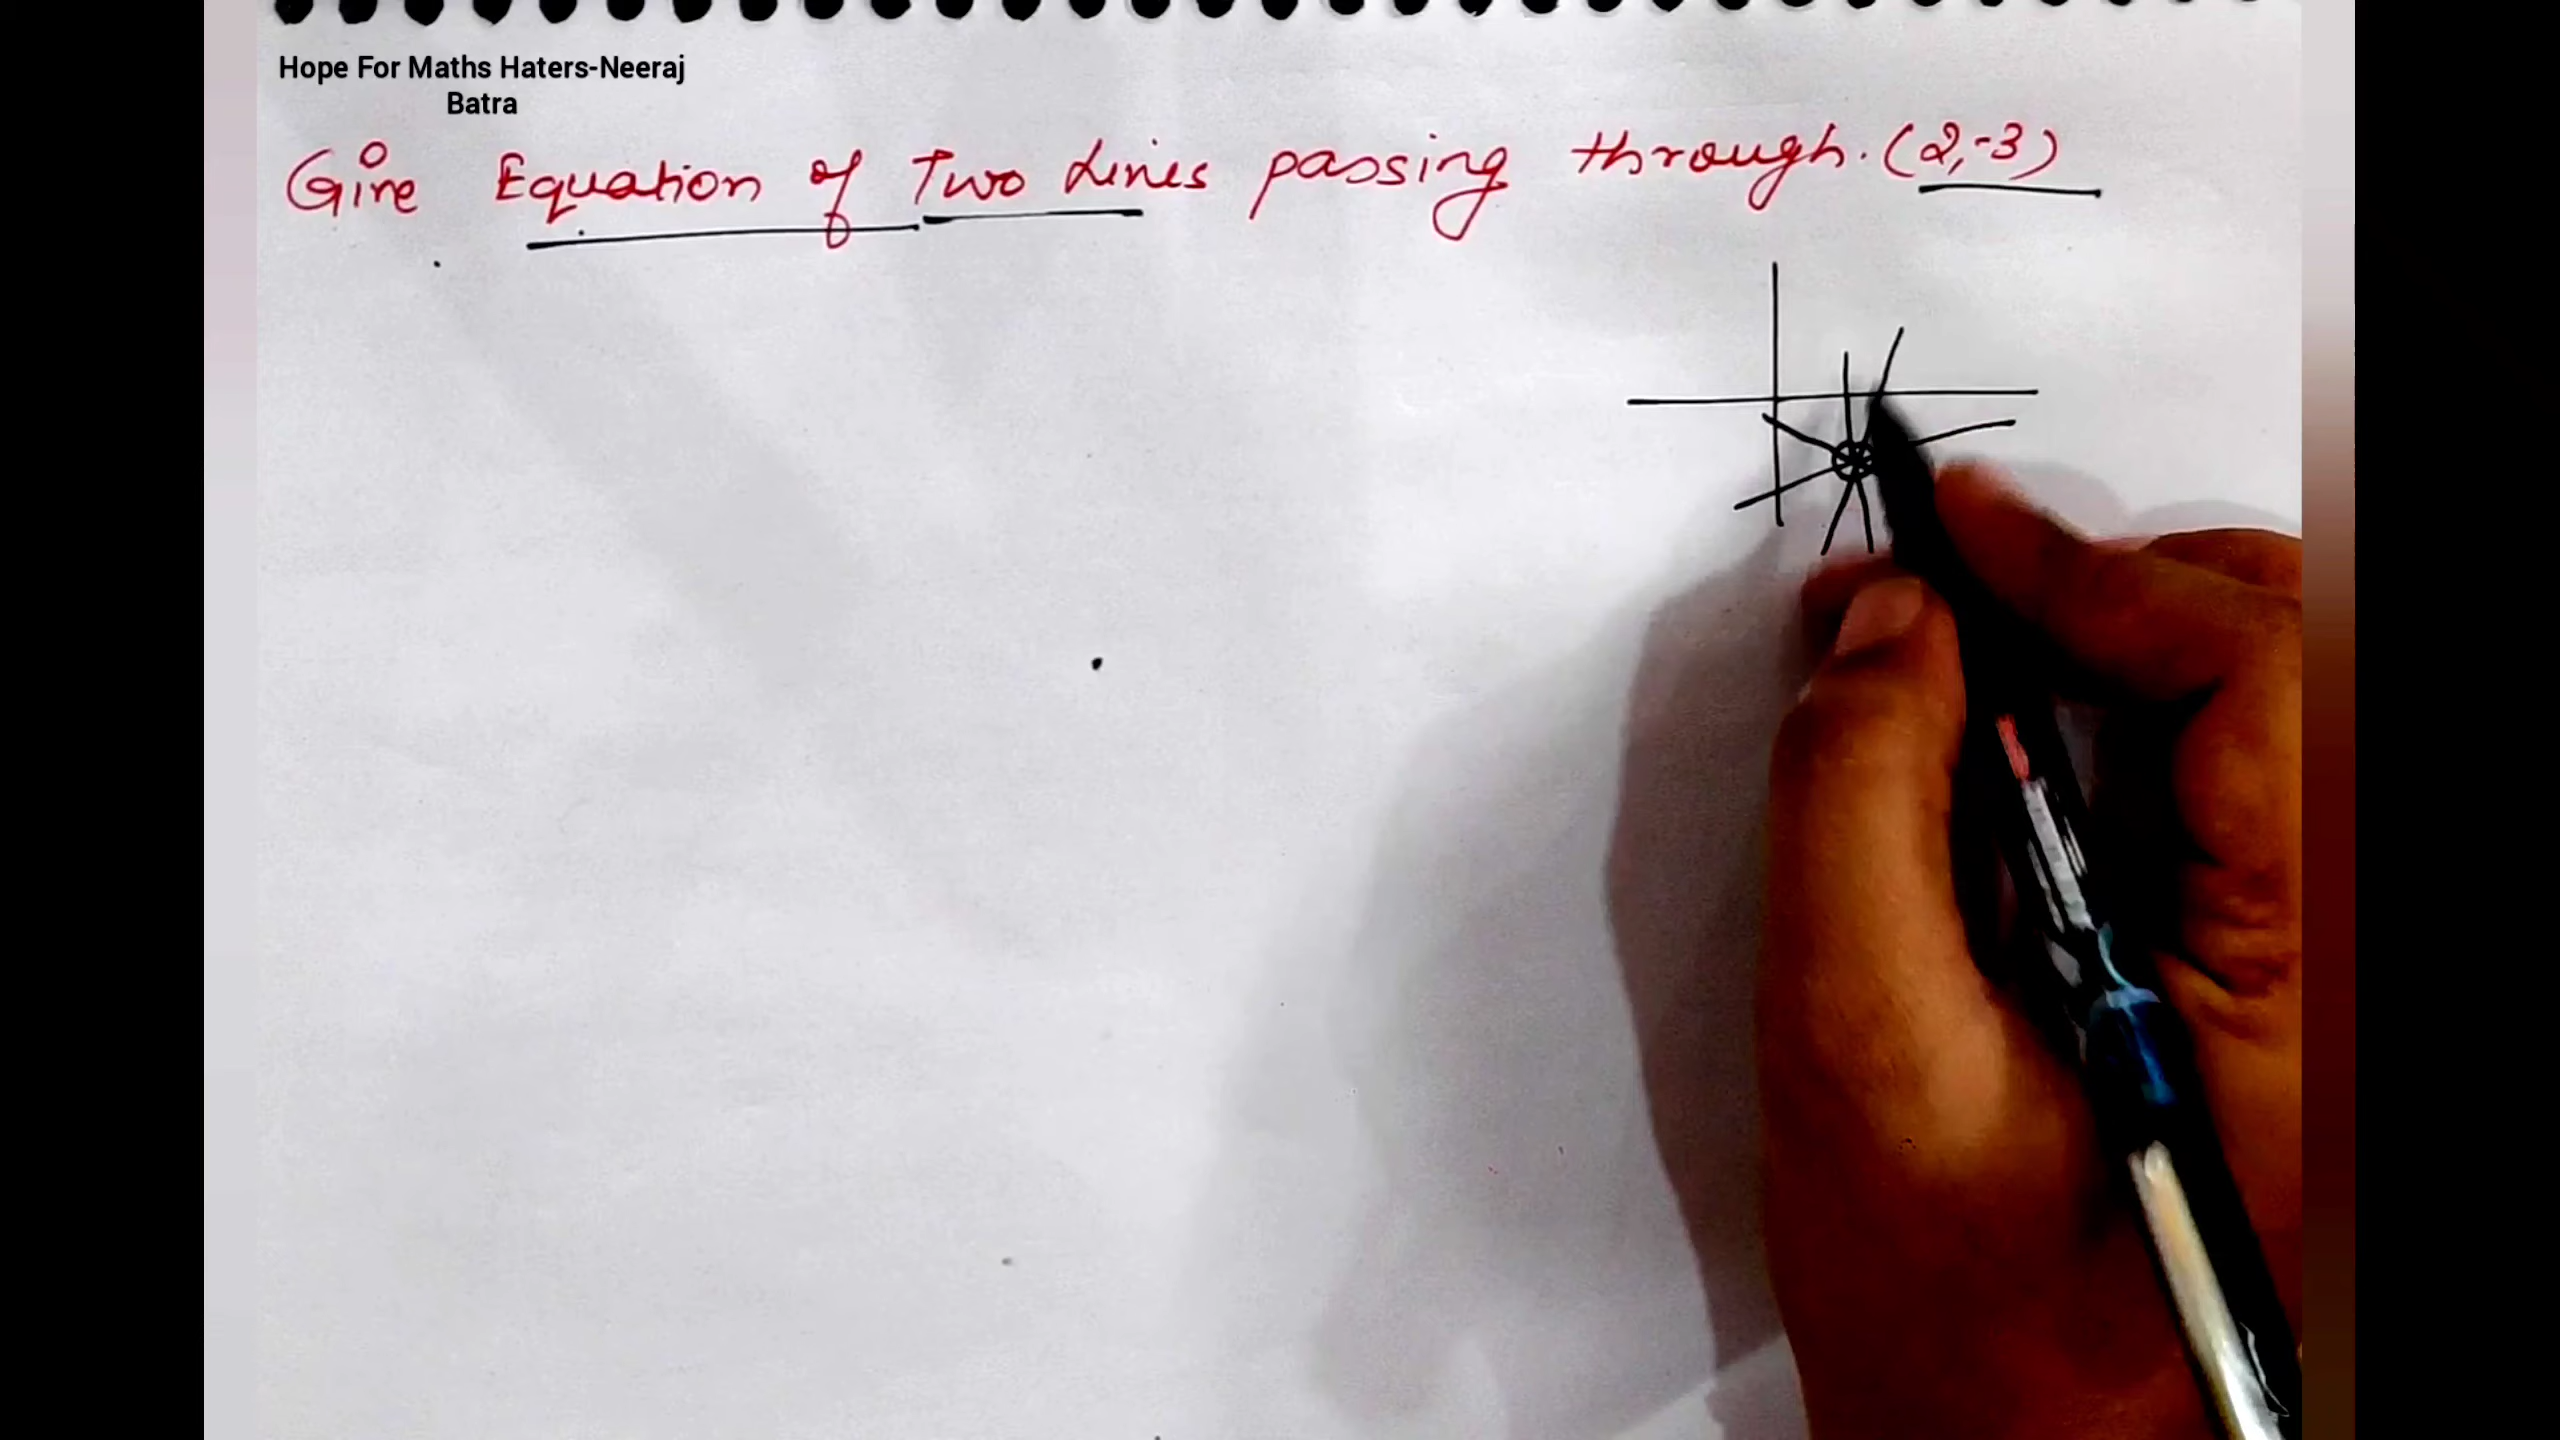 Hope For Maths Haters-Neeraj
Batra
Give Equation of Two Lines passing through. (2,-3)